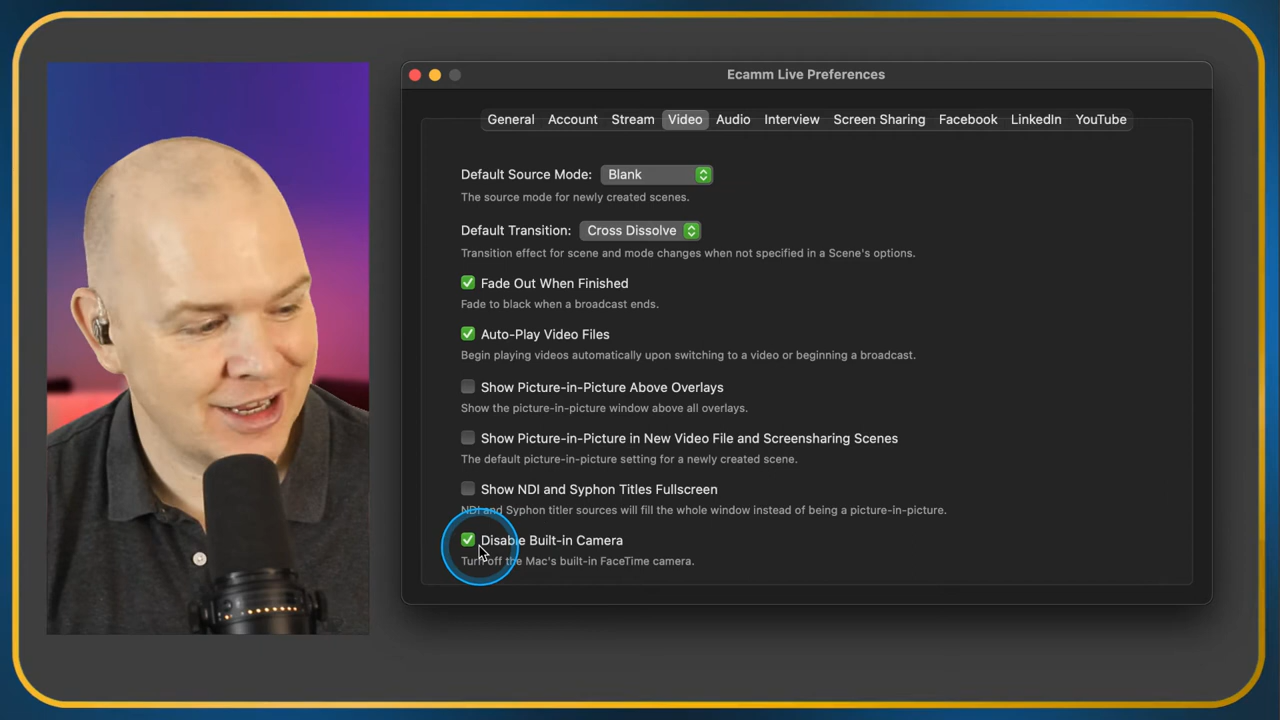 Ecamm Live Preferences
General Account Stream Video Audio Interview Screen Sharing Facebook LinkedIn YouTube
Default Source Mode: Blank
The source mode for newly created scenes.
Default Transition: Cross Dissolve
Transition effect for scene and mode changes when not specified in a Scene's options.
Fade Out When Finished
Fade to black when a broadcast ends.
Auto-Play Video Files
Begin playing videos automatically upon switching to a video or beginning a broadcast.
Show Picture-in-Picture Above Overlays
Show the picture-in-picture window above all overlays.
Show Picture-in-Picture in New Video File and Screensharing Scenes
The default picture-in-picture setting for a newly created scene.
Show NDI and Syphon Titles Fullscreen
NDI and Syphon titler sources will fill the whole window instead of being a picture-in-picture.
Disable Built-in Camera
Turn off the Mac's built-in FaceTime camera.